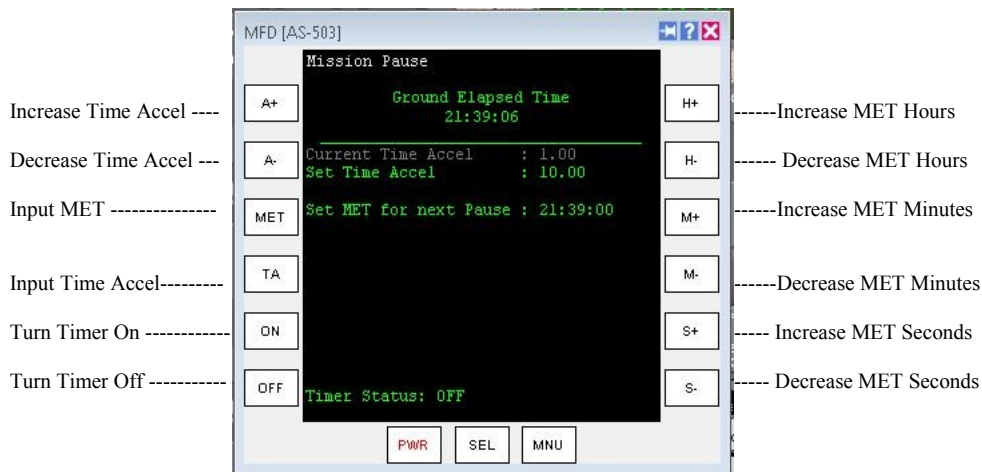 MFD [AS-503]
?
Mission Pause
Ground Elapsed Time
21:39:06
Current Time Accel : 1.00
Set Time Accel : 10.00
Set MET for next Pause : 21:39:00
Timer Status: OFF
Increase Time Accel ---- A+
Decrease Time Accel --- A-
Input MET --------------- MET
Input Time Accel--------- TA
Turn Timer On ------------ ON
Turn Timer Off ----------- OFF
H+ ------Increase MET Hours
H- ------ Decrease MET Hours
M+ ------Increase MET Minutes
M- ------Decrease MET Minutes
S+ ----- Increase MET Seconds
S- ----- Decrease MET Seconds
PWR SEL MNU